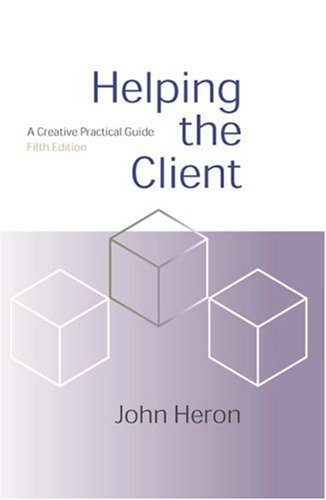 Helping
the
Client
A Creative Practical Guide
Fifth Edition
John Heron